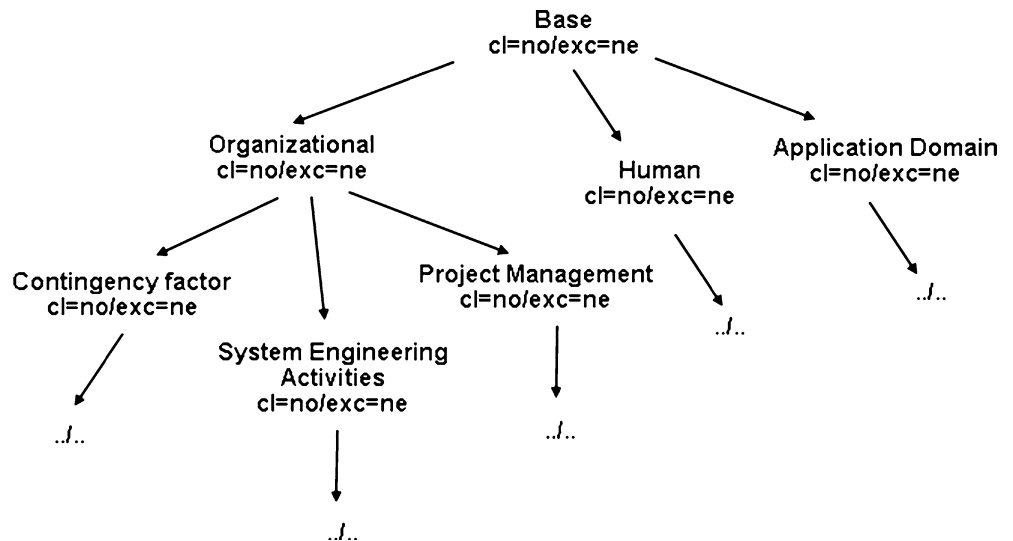 Base
cl=no/exc=ne
Organizational
cl=no/exc=ne
Human
cl=no/exc=ne
Application Domain
cl=no/exc=ne
Contingency factor
cl=no/exc=ne
System Engineering
Activities
cl=no/exc=ne
Project Management
cl=no/exc=ne
../..
../..
../..
../..
../..